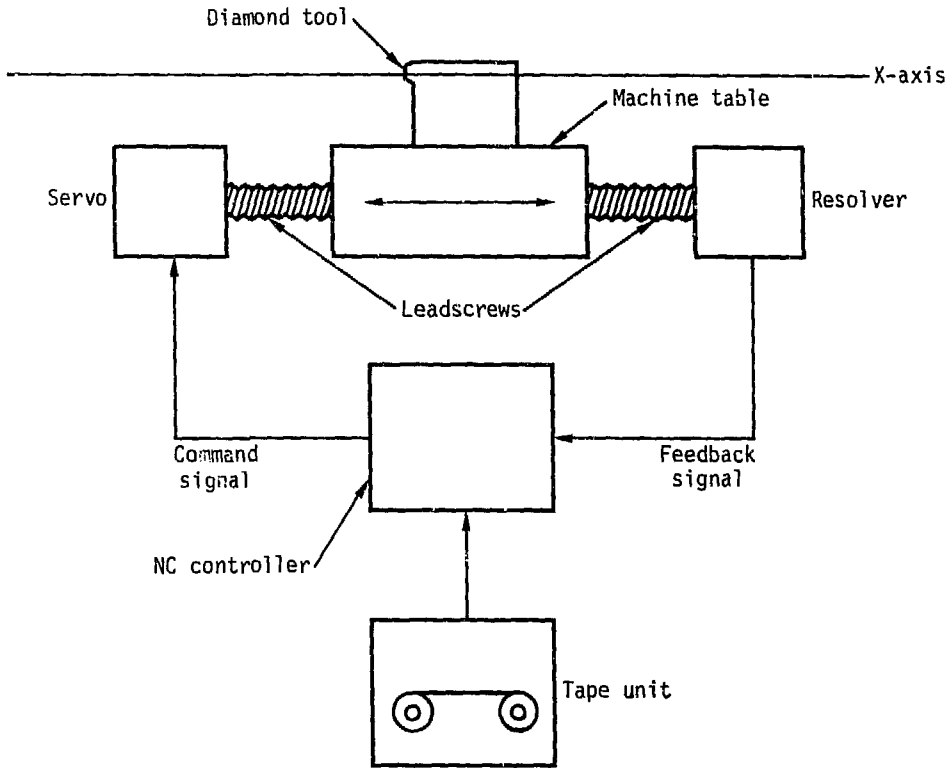 Diamond tool
X-axis
Machine table
Servo
Resolver
Leadscrews
Command
signal
Feedback
signal
NC controller
Tape unit